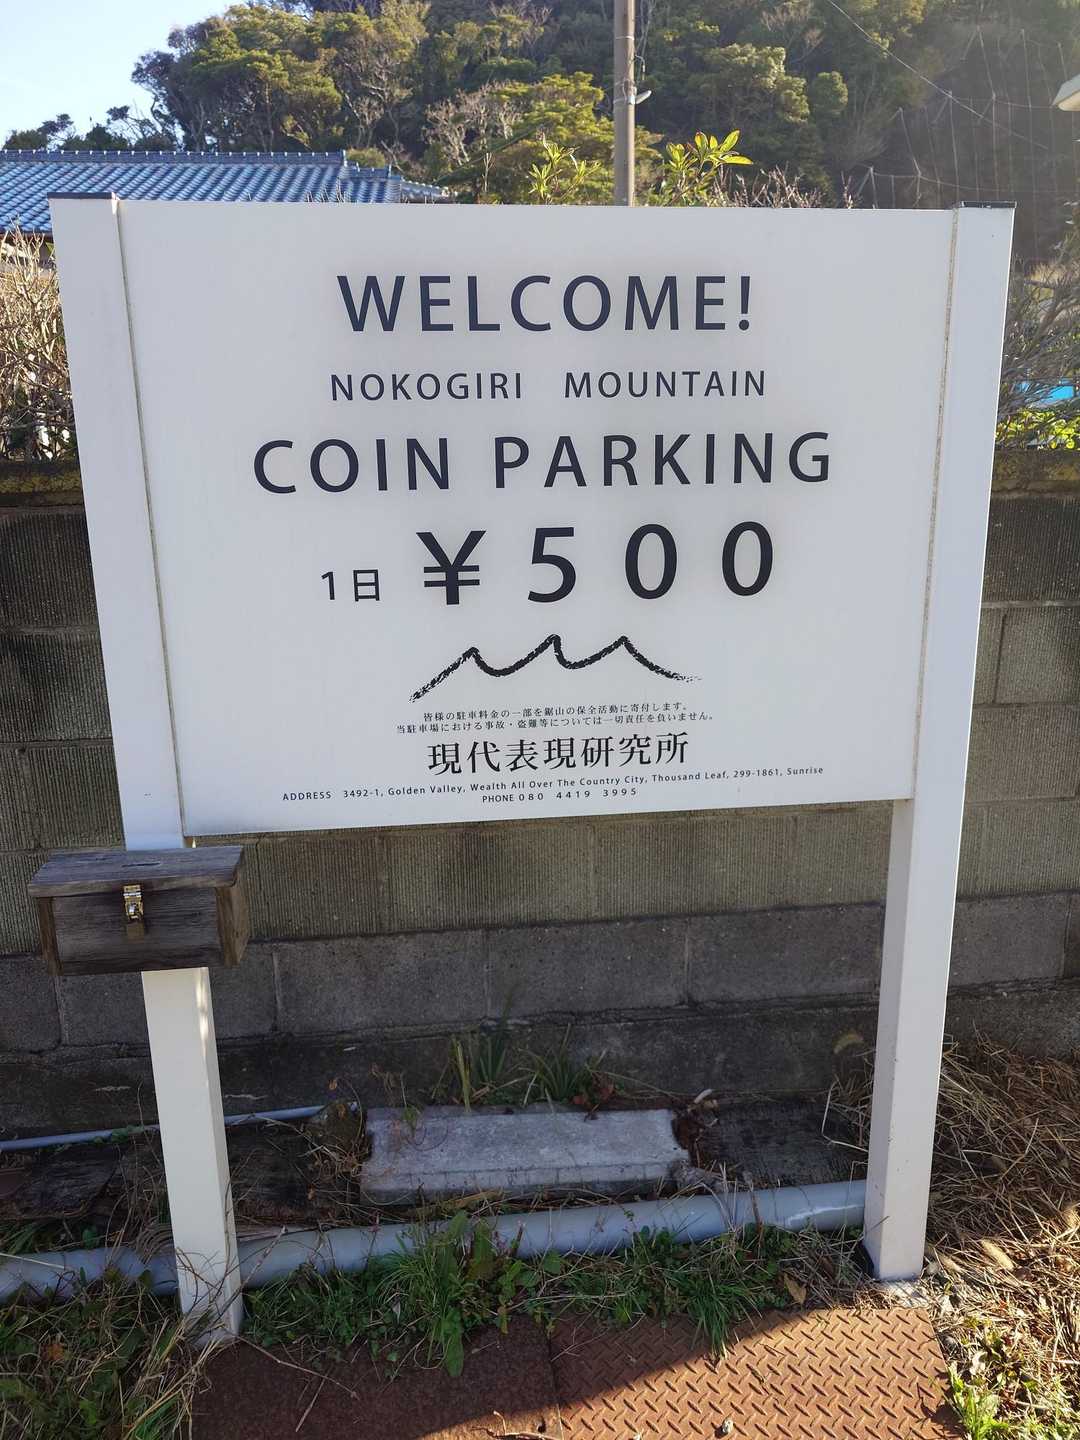 WELCOME!
NOKOGIRI MOUNTAIN
COIN PARKING
1日 ¥500
皆様の駐車料金の一部を鋸山の保全活動に寄付します。
当駐車場における事故・盗難等については一切責任を負いません。
現代表現研究所
ADDRESS 3492-1, Golden Valley, Wealth All Over The Country City, Thousand Leaf, 299-1861, Sunrise
PHONE 080 4419 3995